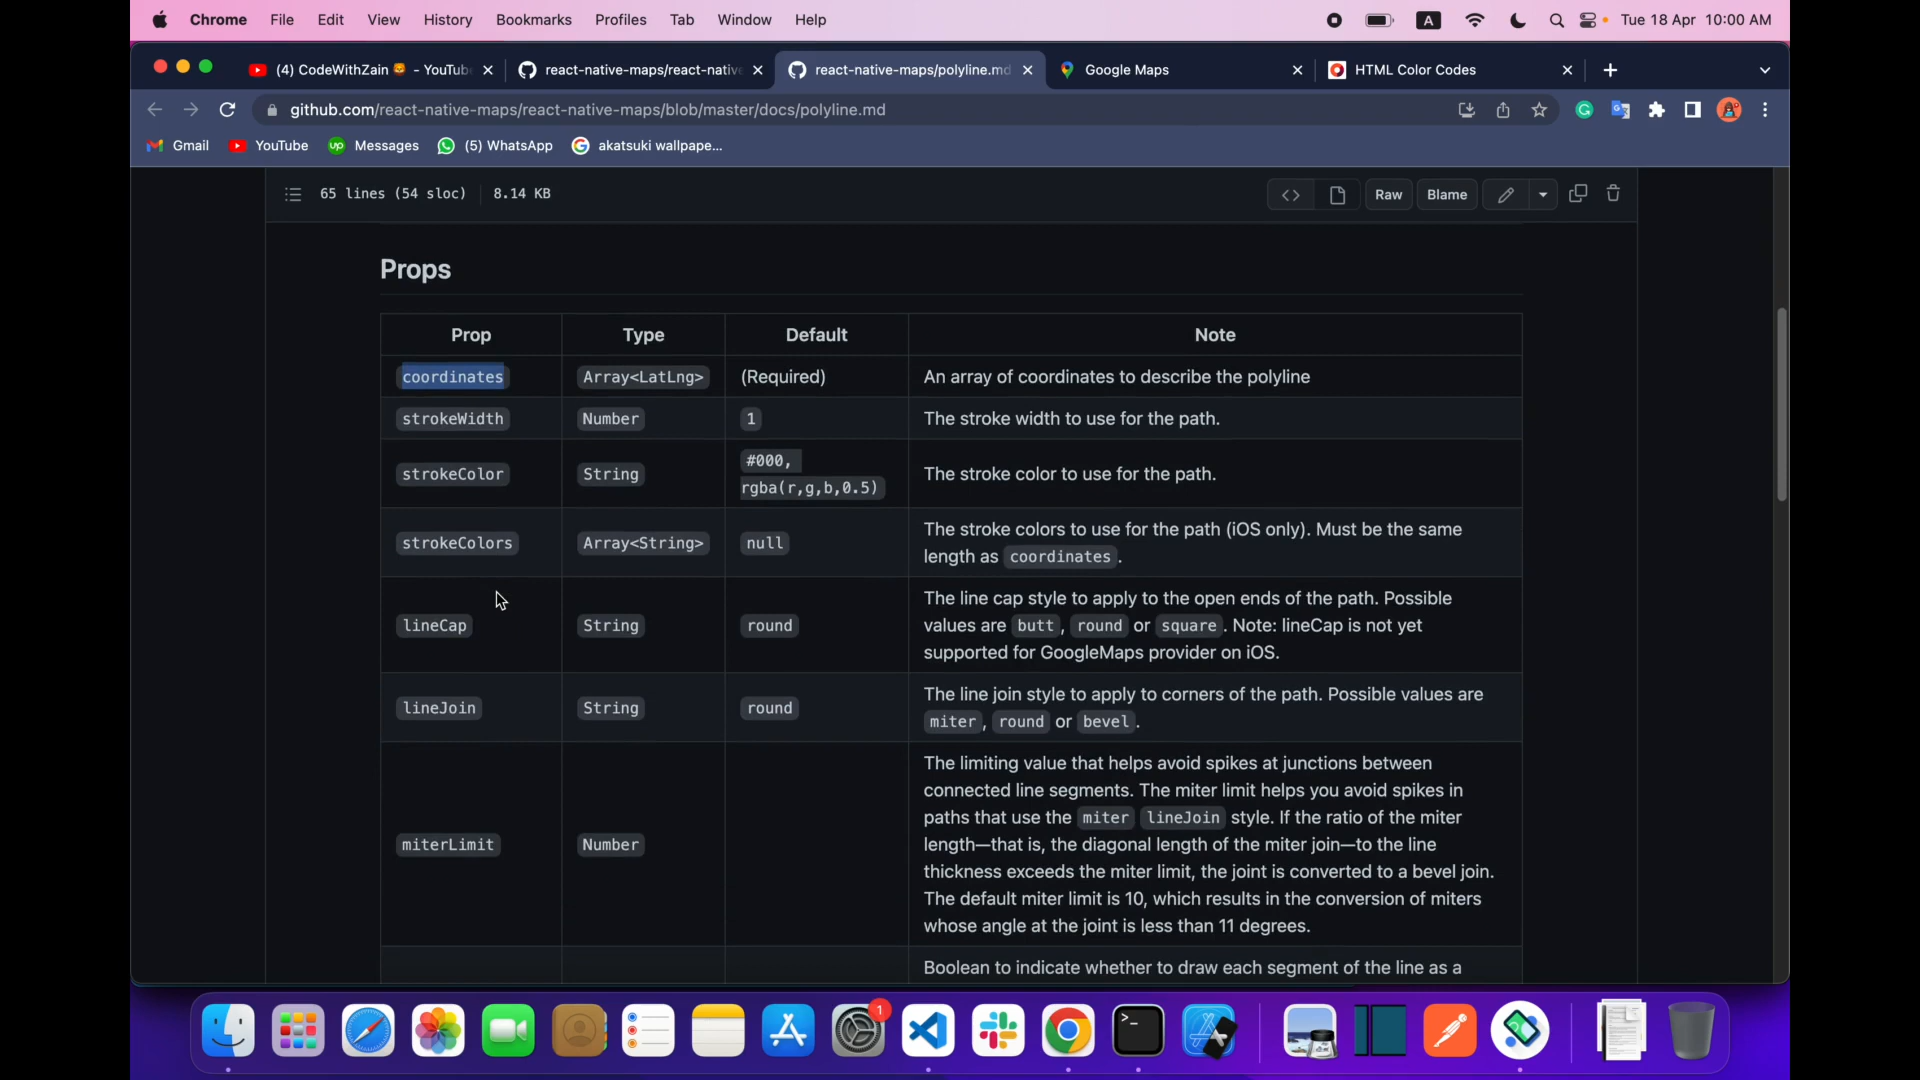 Chrome File Edit View History Bookmarks Profiles Tab Window Help A Tue 18 Apr 10:00 AM
(4) CodeWithZain - YouTub react-native-maps/react-native react-native-maps/polyline.md Google Maps HTML Color Codes
github.com/react-native-maps/react-native-maps/blob/master/docs/polyline.md
Gmail YouTube up Messages (5) WhatsApp akatsuki wallpape...
65 lines (54 sloc) 8.14 KB Raw Blame
Props
Prop Type Default Note
coordinates Array<LatLng> (Required) An array of coordinates to describe the polyline
strokeWidth Number 1 The stroke width to use for the path.
strokeColor String #000, rgba(r,g,b,0.5) The stroke color to use for the path.
strokeColors Array<String> null The stroke colors to use for the path (iOS only). Must be the same
length as coordinates.
lineCap String round The line cap style to apply to the open ends of the path. Possible
values are butt, round or square. Note: lineCap is not yet
supported for GoogleMaps provider on iOS.
lineJoin String round The line join style to apply to corners of the path. Possible values are
miter, round or bevel.
miterLimit Number The limiting value that helps avoid spikes at junctions between
connected line segments. The miter limit helps you avoid spikes in
paths that use the miter lineJoin style. If the ratio of the miter
length—that is, the diagonal length of the miter join—to the line
thickness exceeds the miter limit, the joint is converted to a bevel join.
The default miter limit is 10, which results in the conversion of miters
whose angle at the joint is less than 11 degrees.
Boolean to indicate whether to draw each segment of the line as a
1